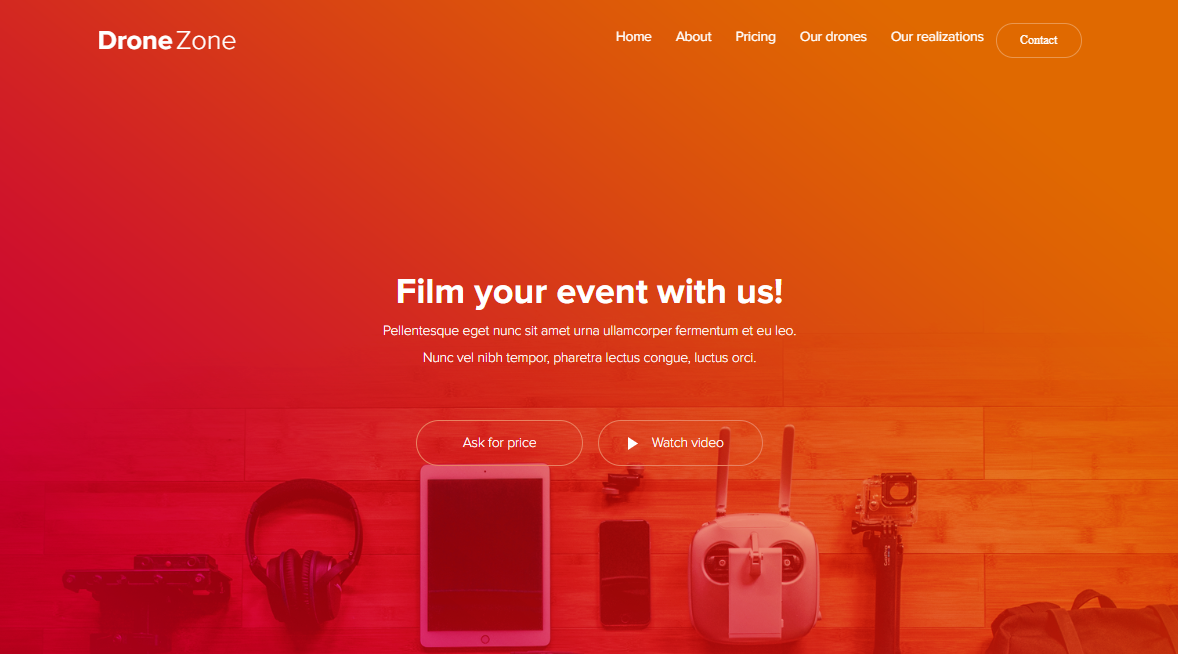 Drone Zone
Home About Pricing Our drones Our realizations Contact
Film your event with us!
Pellentesque eget nunc sit amet urna ullamcorper fermentum et eu leo.
Nunc vel nibh tempor, pharetra lectus congue, luctus orci.
Ask for price Watch video